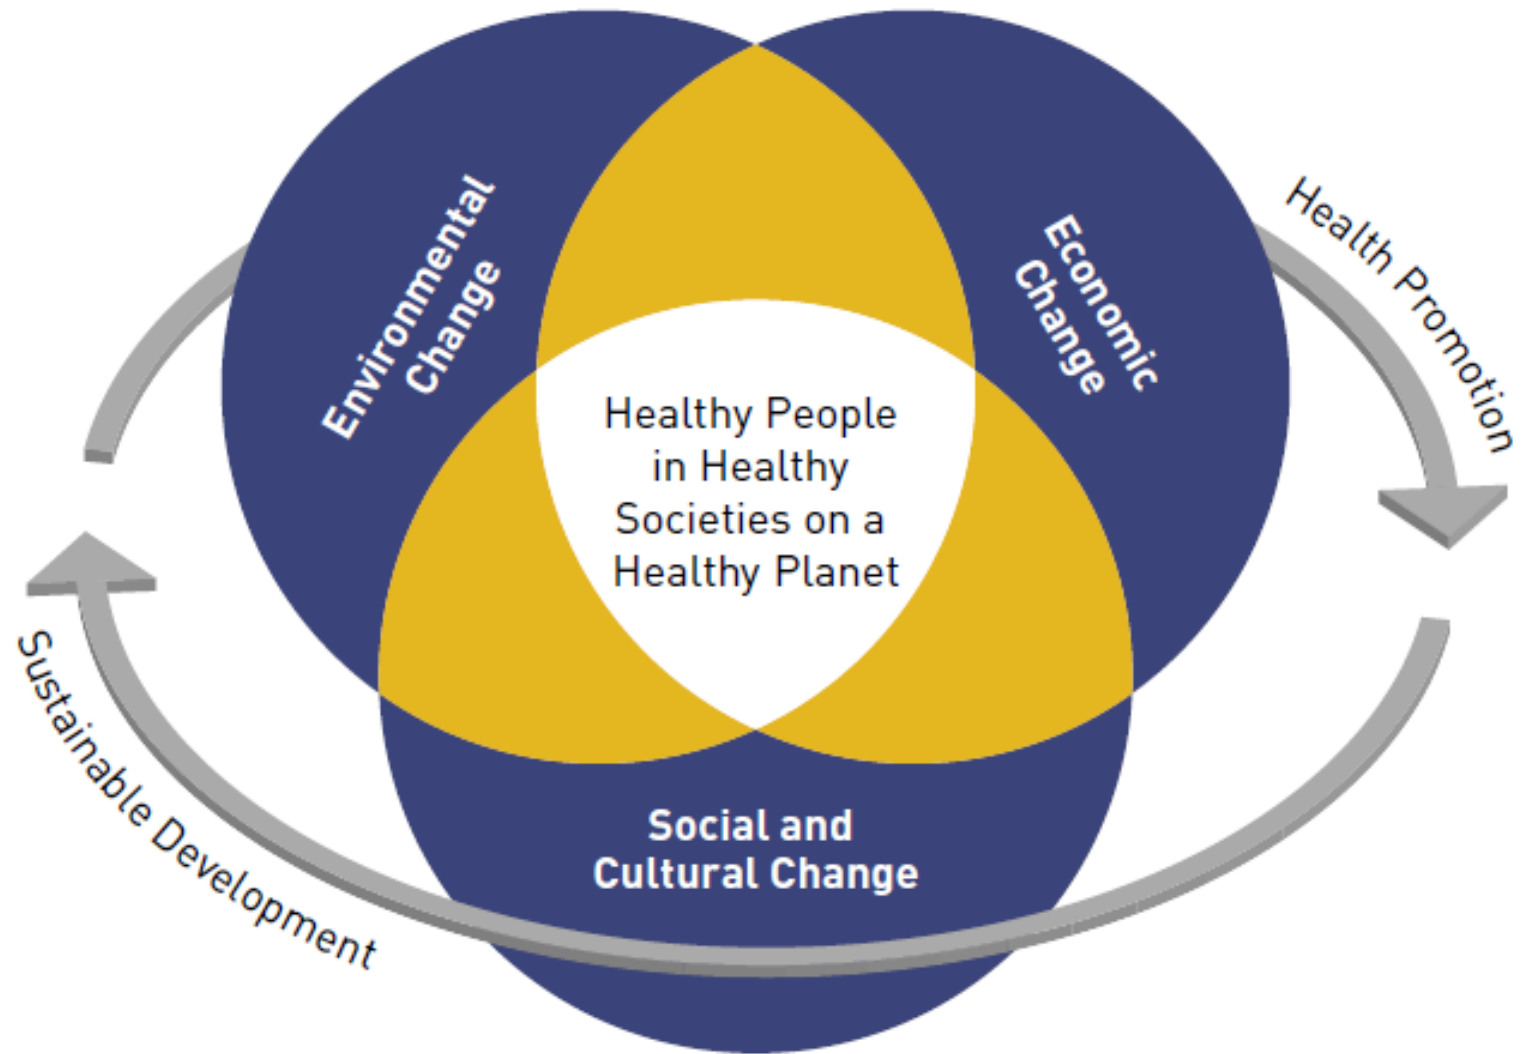 Environmental
Change
Economic
Change
Health Promotion
Healthy People
in Healthy
Societies on a
Healthy Planet
Sustainable Development
Social and
Cultural Change